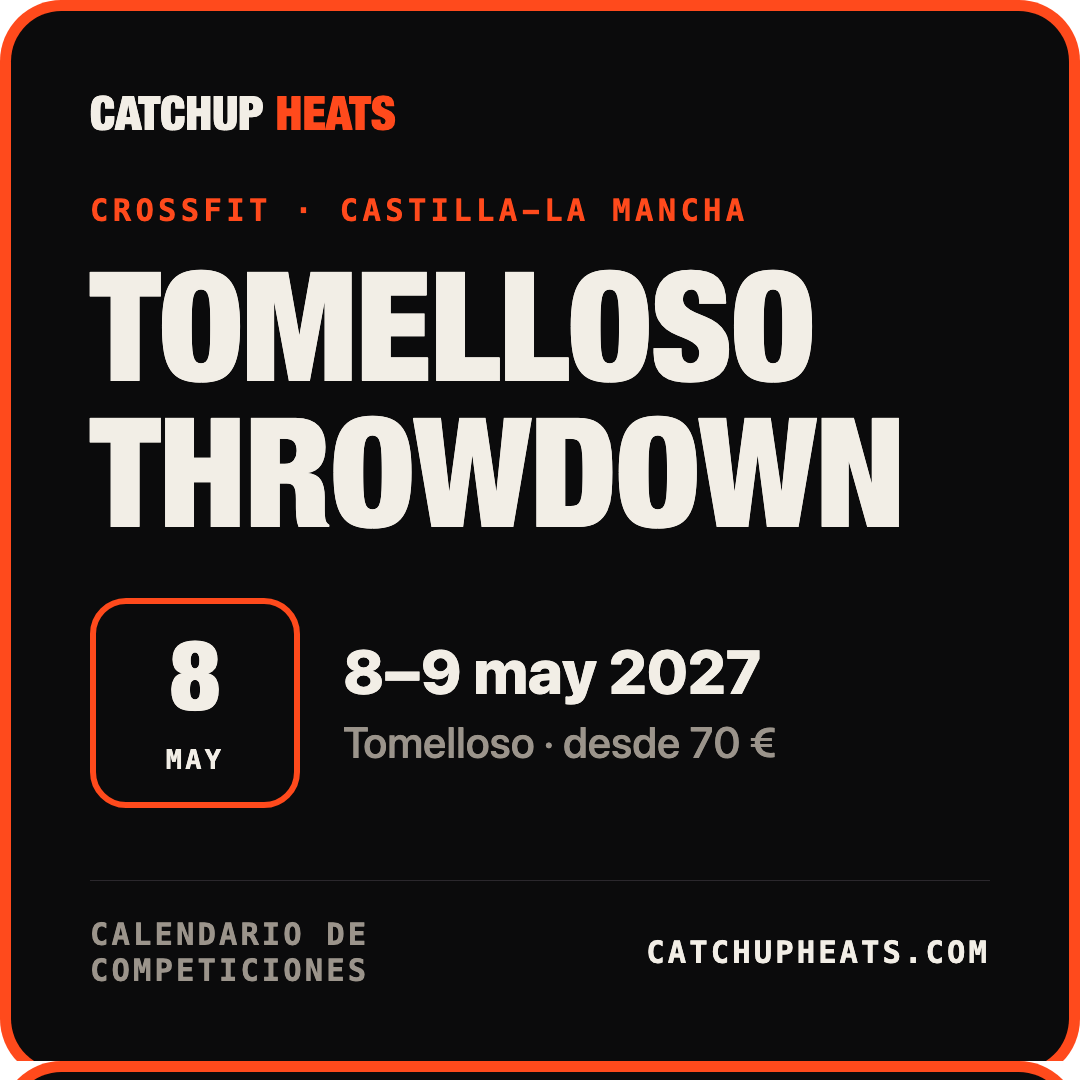 CATCHUP HEATS
CROSSFIT · CASTILLA–LA MANCHA
TOMELLOSO
THROWDOWN
8
MAY
8–9 may 2027
Tomelloso · desde 70 €
CALENDARIO DE
COMPETICIONES
CATCHUPHEATS.COM